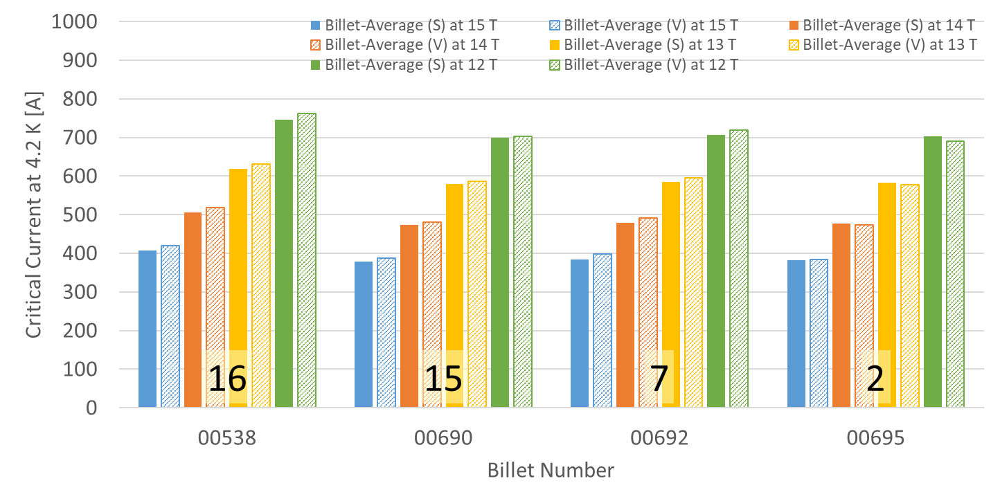 1000
900
800
700
600
500
400
300
200
100
0
Critical Current at 4.2 K [A]
Billet-Average (S) at 15 T Billet-Average (V) at 15 T Billet-Average (S) at 14 T
Billet-Average (V) at 14 T Billet-Average (S) at 13 T Billet-Average (V) at 13 T
Billet-Average (S) at 12 T Billet-Average (V) at 12 T
16 15 7 2
00538 00690 00692 00695
Billet Number